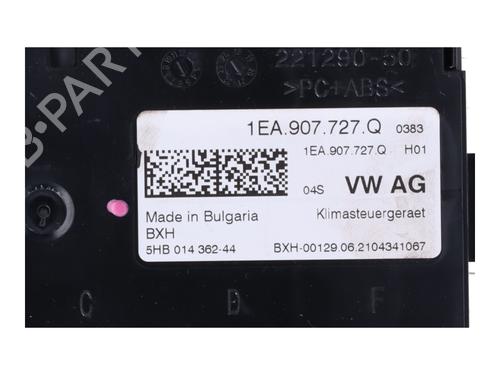 221290-50
>PC+ABS<
1EA.907.727.Q 0383
1EA.907.727.Q H01
04S VW AG
Made in Bulgaria Klimasteuergeraet
BXH
5HB 014 362-44 BXH-00129.06.2104341067
C D F
B-PARTS